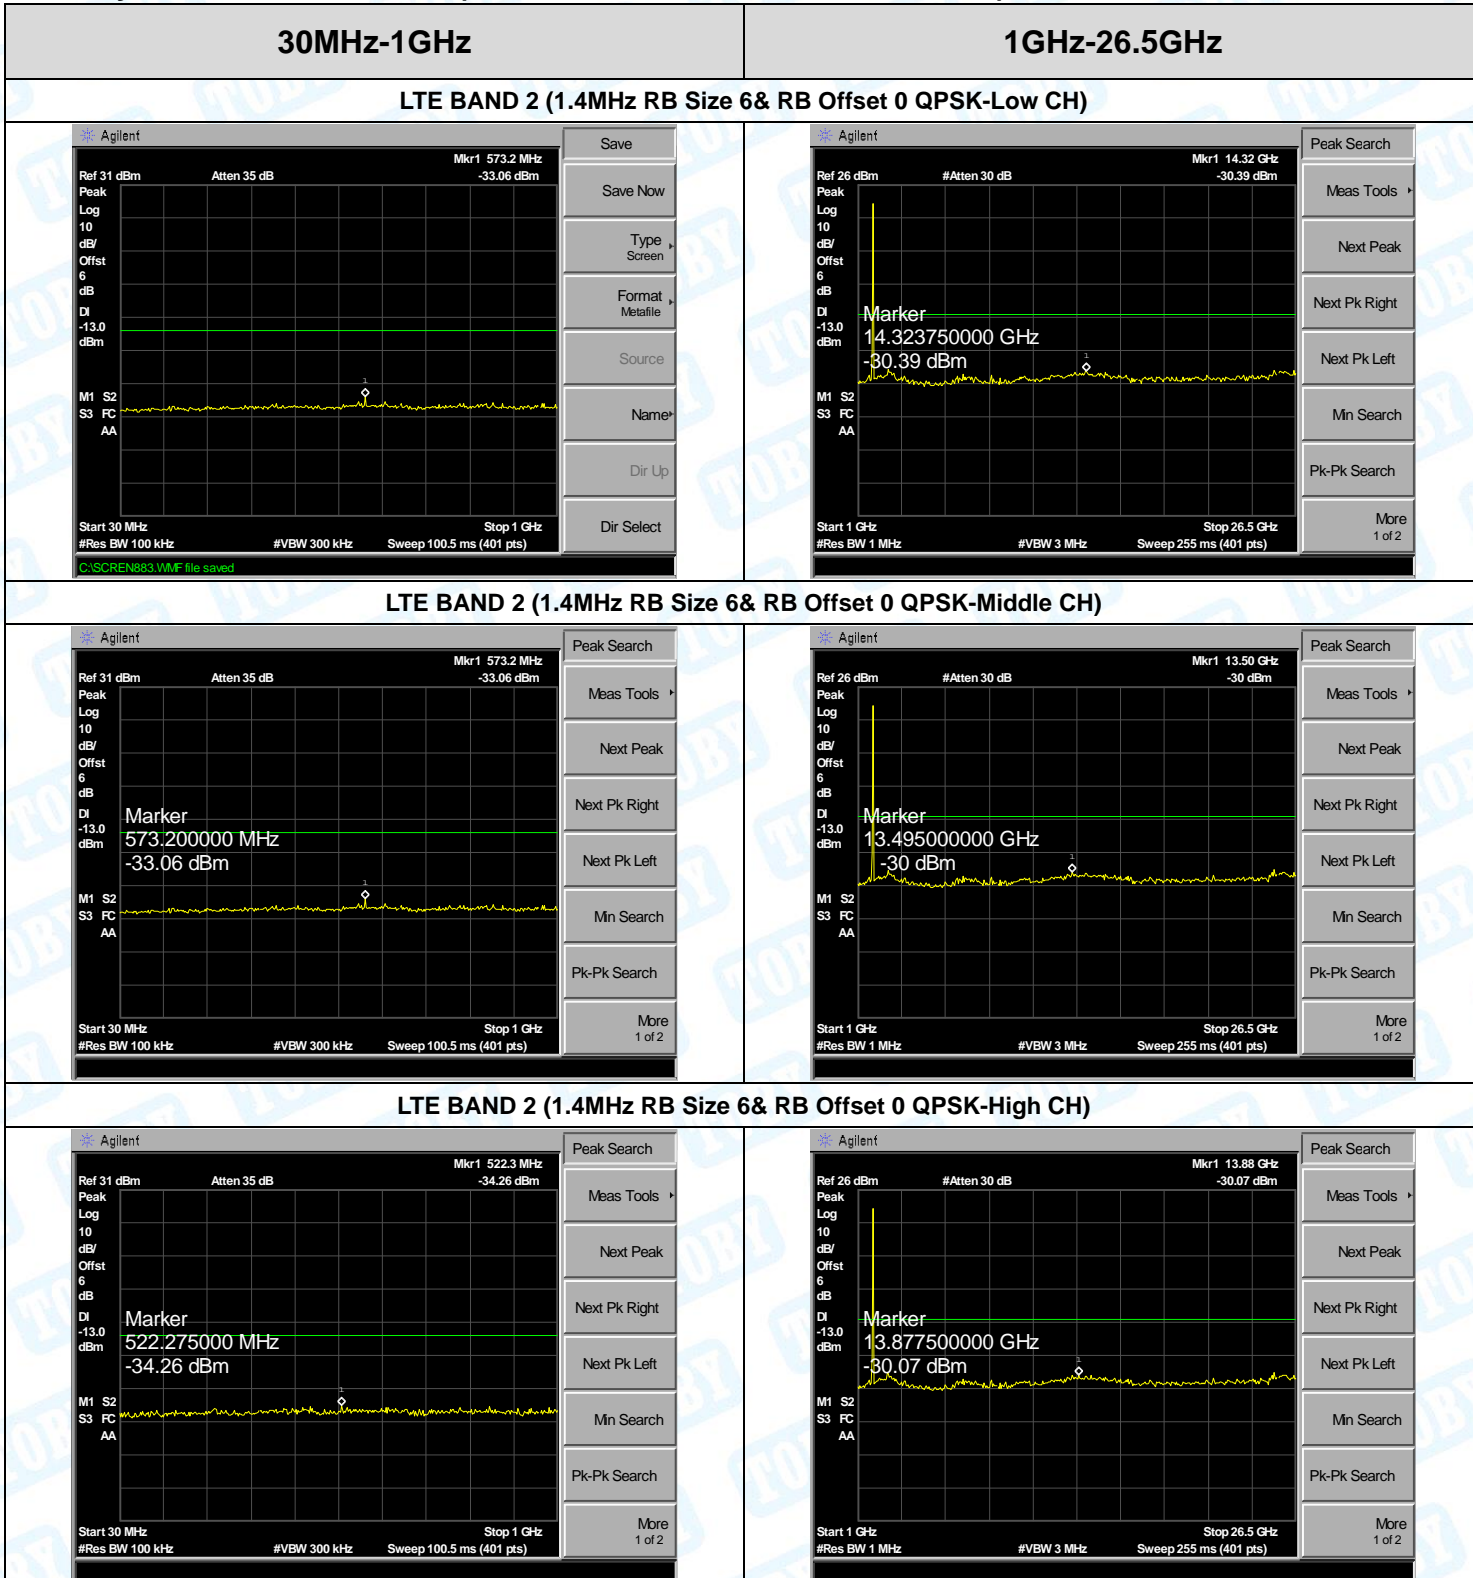 30MHz-1GHz
1GHz-26.5GHz
LTE BAND 2 (1.4MHz RB Size 6& RB Offset 0 QPSK-Low CH)
Agilent
Save
Mkr1 573.2 MHz
Ref 31 dBm Atten 35 dB -33.06 dBm
Peak
Log
10
dB/
Offst
6
dB
DI
-13.0
dBm
1
M1 S2
S3 FC
AA
Start 30 MHz Stop 1 GHz
#Res BW 100 kHz #VBW 300 kHz Sweep 100.5 ms (401 pts)
C:\SCREN883.WMF file saved
Save Now
Type
Screen
Format
Metafile
Source
Name
Dir Up
Dir Select
Agilent
Peak Search
Mkr1 14.32 GHz
Ref 26 dBm #Atten 30 dB -30.39 dBm
Peak
Log
10
dB/
Offst
6
dB
DI
-13.0
dBm
Marker
14.323750000 GHz
-30.39 dBm
1
M1 S2
S3 FC
AA
Start 1 GHz Stop 26.5 GHz
#Res BW 1 MHz #VBW 3 MHz Sweep 255 ms (401 pts)
Meas Tools
Next Peak
Next Pk Right
Next Pk Left
Min Search
Pk-Pk Search
More
1 of 2
LTE BAND 2 (1.4MHz RB Size 6& RB Offset 0 QPSK-Middle CH)
Agilent
Peak Search
Mkr1 573.2 MHz
Ref 31 dBm Atten 35 dB -33.06 dBm
Peak
Log
10
dB/
Offst
6
dB
DI
-13.0
dBm
Marker
573.200000 MHz
-33.06 dBm
1
M1 S2
S3 FC
AA
Start 30 MHz Stop 1 GHz
#Res BW 100 kHz #VBW 300 kHz Sweep 100.5 ms (401 pts)
Meas Tools
Next Peak
Next Pk Right
Next Pk Left
Min Search
Pk-Pk Search
More
1 of 2
Agilent
Peak Search
Mkr1 13.50 GHz
Ref 26 dBm #Atten 30 dB -30 dBm
Peak
Log
10
dB/
Offst
6
dB
DI
-13.0
dBm
Marker
13.495000000 GHz
-30 dBm
1
M1 S2
S3 FC
AA
Start 1 GHz Stop 26.5 GHz
#Res BW 1 MHz #VBW 3 MHz Sweep 255 ms (401 pts)
Meas Tools
Next Peak
Next Pk Right
Next Pk Left
Min Search
Pk-Pk Search
More
1 of 2
LTE BAND 2 (1.4MHz RB Size 6& RB Offset 0 QPSK-High CH)
Agilent
Peak Search
Mkr1 522.3 MHz
Ref 31 dBm Atten 35 dB -34.26 dBm
Peak
Log
10
dB/
Offst
6
dB
DI
-13.0
dBm
Marker
522.275000 MHz
-34.26 dBm
1
M1 S2
S3 FC
AA
Start 30 MHz Stop 1 GHz
#Res BW 100 kHz #VBW 300 kHz Sweep 100.5 ms (401 pts)
Meas Tools
Next Peak
Next Pk Right
Next Pk Left
Min Search
Pk-Pk Search
More
1 of 2
Agilent
Peak Search
Mkr1 13.88 GHz
Ref 26 dBm #Atten 30 dB -30.07 dBm
Peak
Log
10
dB/
Offst
6
dB
DI
-13.0
dBm
Marker
13.877500000 GHz
-30.07 dBm
1
M1 S2
S3 FC
AA
Start 1 GHz Stop 26.5 GHz
#Res BW 1 MHz #VBW 3 MHz Sweep 255 ms (401 pts)
Meas Tools
Next Peak
Next Pk Right
Next Pk Left
Min Search
Pk-Pk Search
More
1 of 2